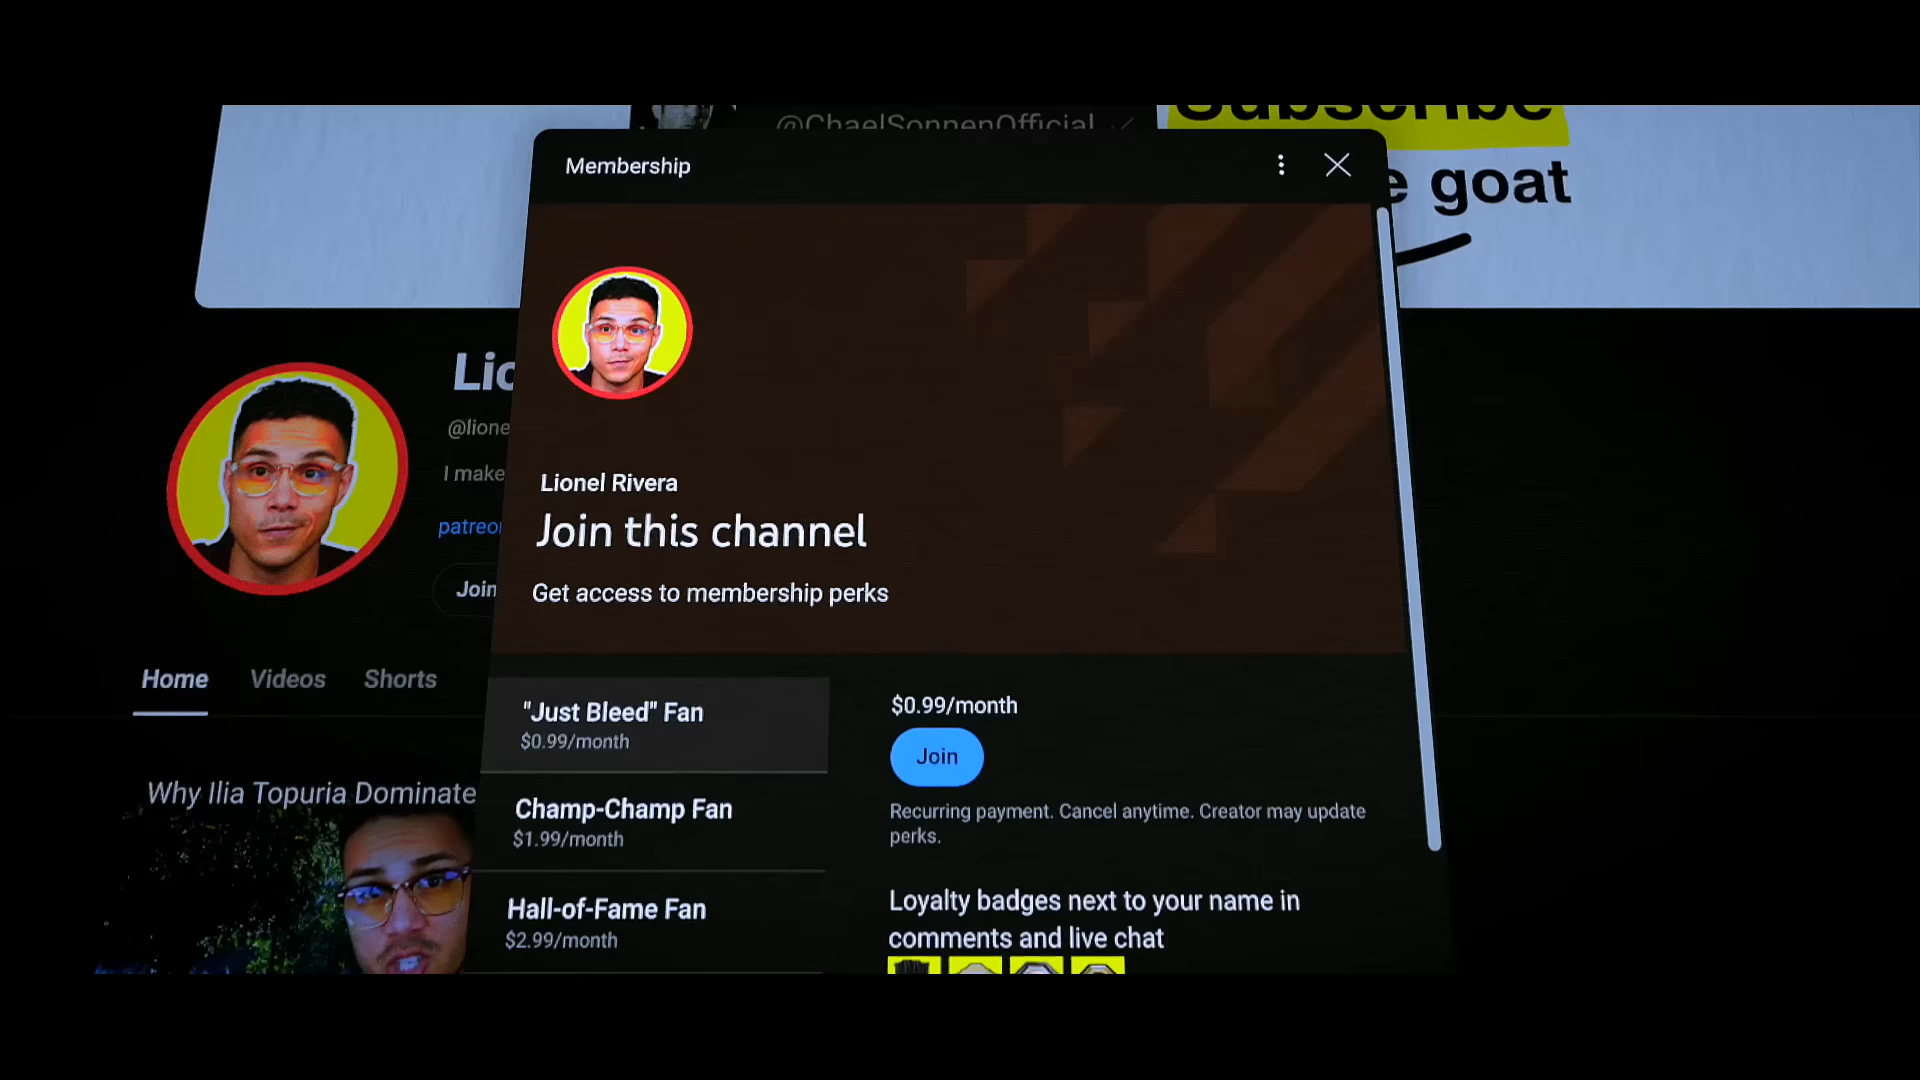 Subscribe
@ChaelSonnenOfficial
e goat
Membership
Lionel Rivera
Join this channel
Get access to membership perks
Lio
@lione
I make
patreo
Join
Home Videos Shorts
"Just Bleed" Fan
$0.99/month
Champ-Champ Fan
$1.99/month
Hall-of-Fame Fan
$2.99/month
$0.99/month
Join
Recurring payment. Cancel anytime. Creator may update
perks.
Loyalty badges next to your name in
comments and live chat
Why Ilia Topuria Dominate